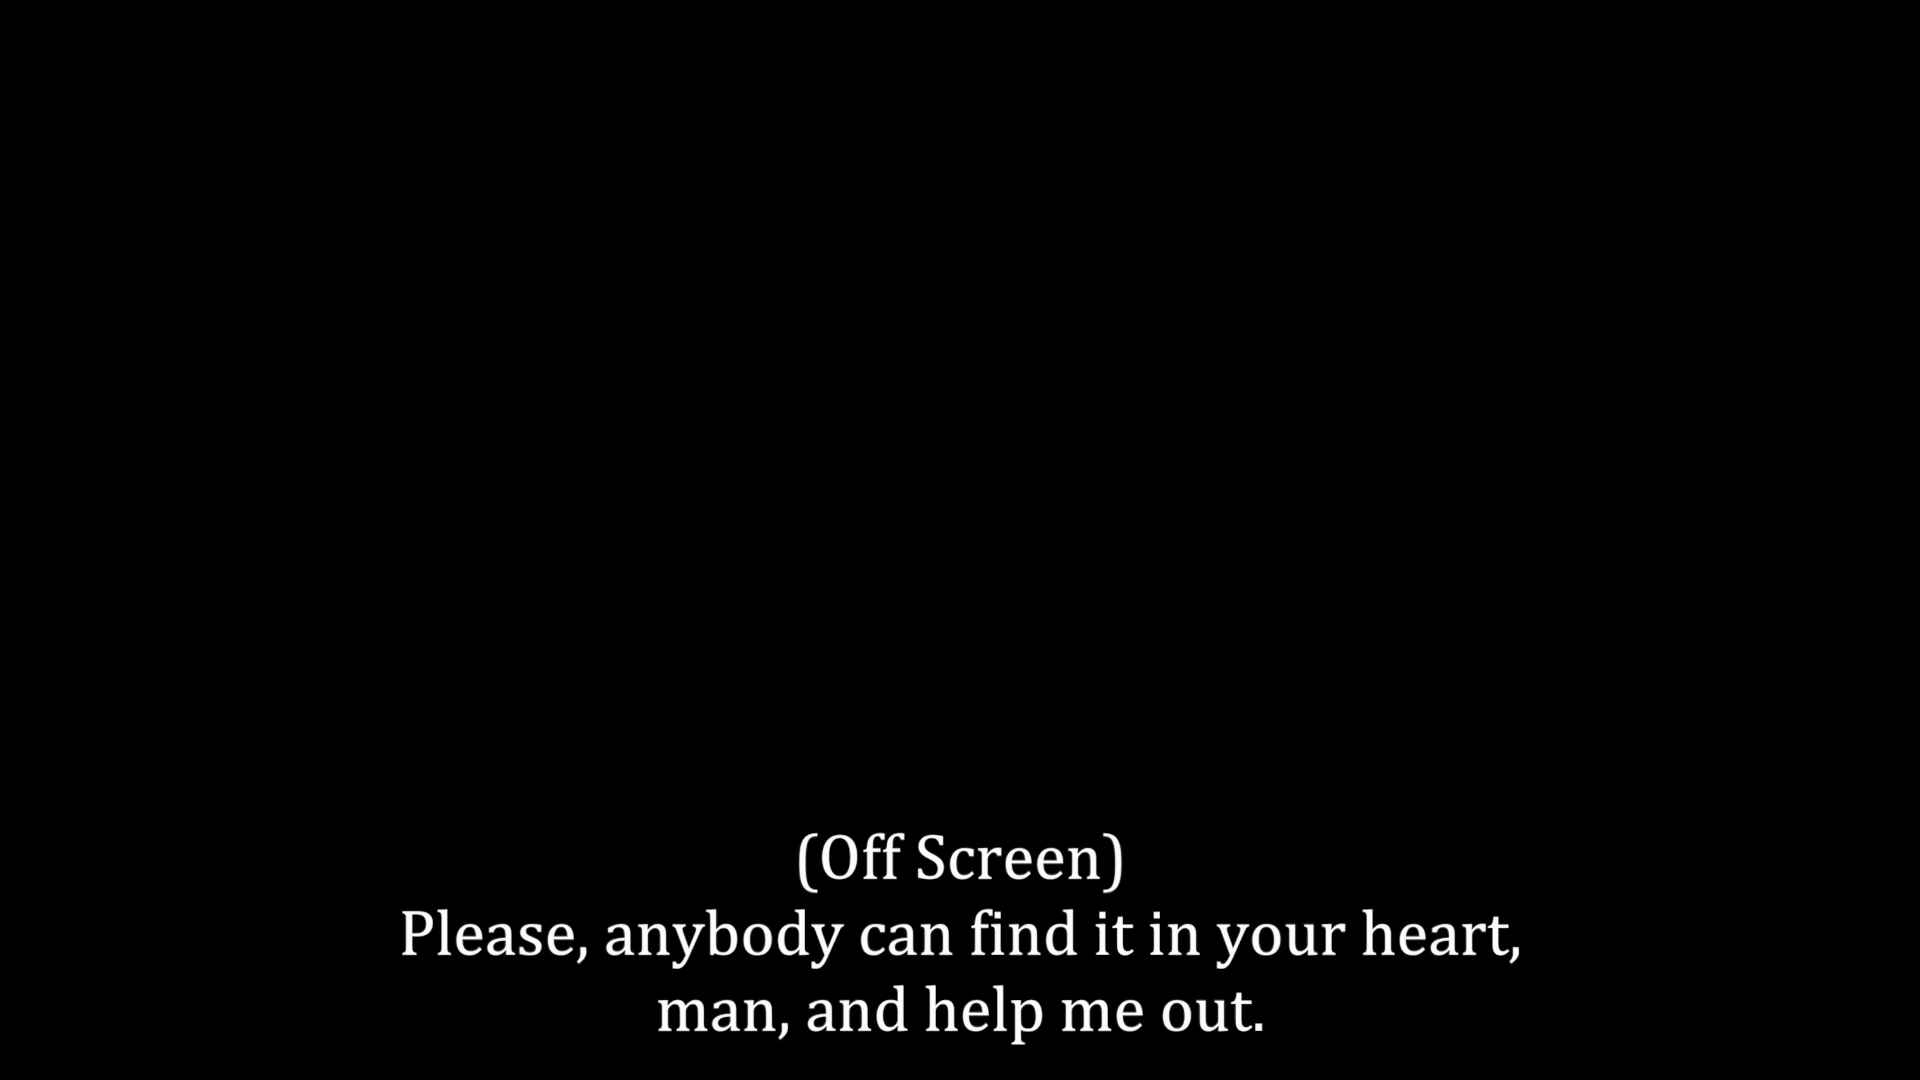 (Off Screen)
Please, anybody can find it in your heart,
man, and help me out.